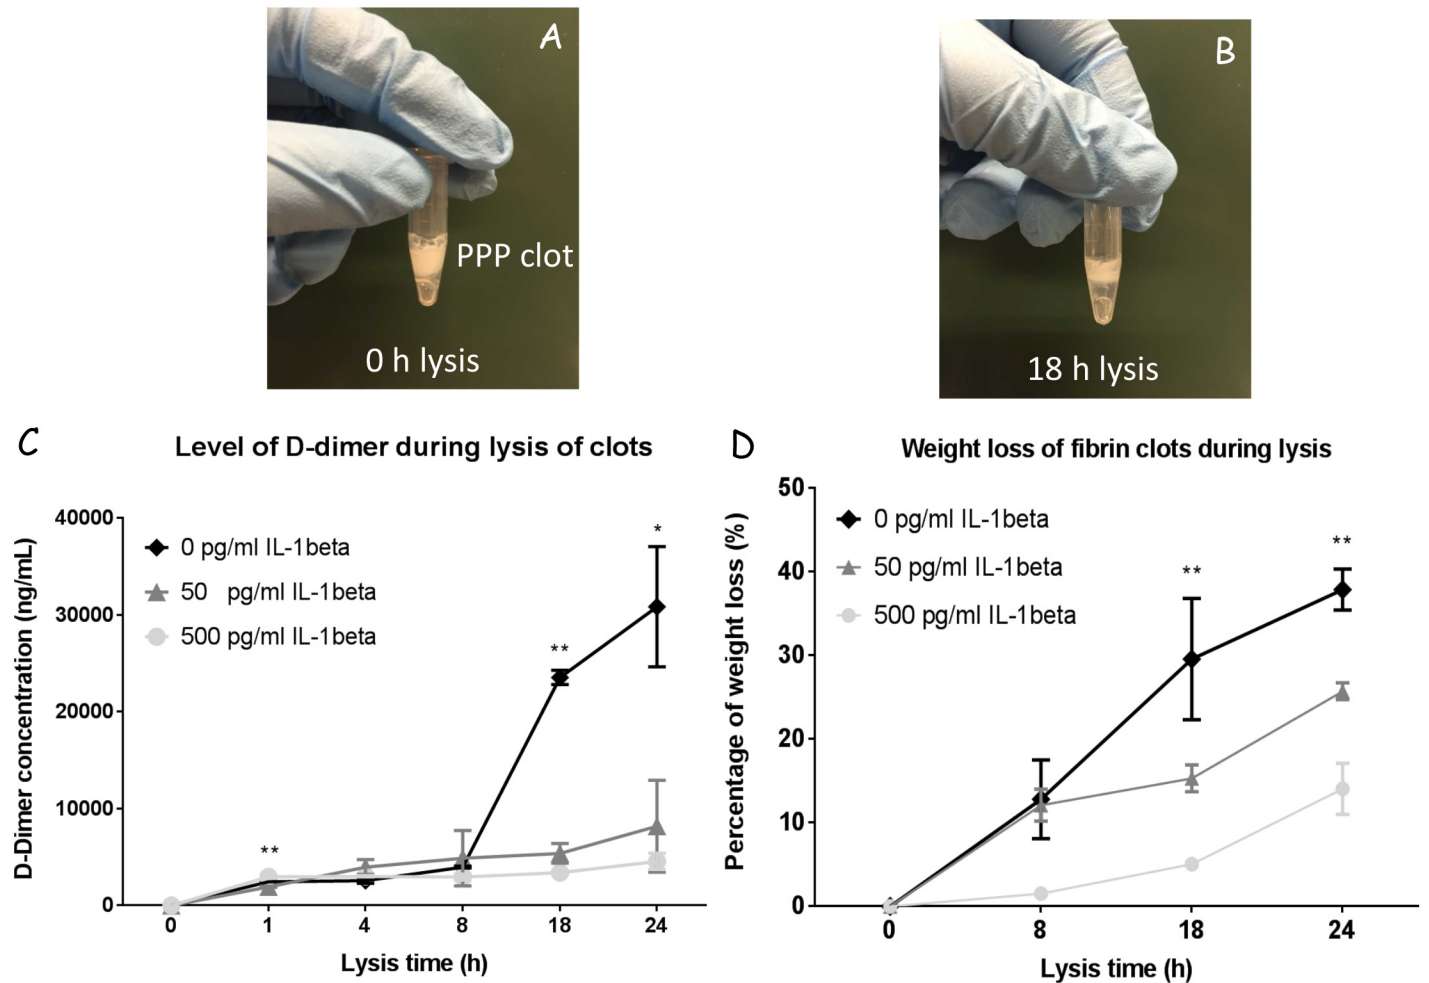 A
PPP clot
0 h lysis
B
18 h lysis
C
Level of D-dimer during lysis of clots
D-Dimer concentration (ng/mL)
40000
30000
20000
10000
0
0 pg/ml IL-1beta
50 pg/ml IL-1beta
500 pg/ml IL-1beta
**
**
*
0 1 4 8 18 24
Lysis time (h)
D
Weight loss of fibrin clots during lysis
Percentage of weight loss (%)
50
40
30
20
10
0
0 pg/ml IL-1beta
50 pg/ml IL-1beta
500 pg/ml IL-1beta
**
**
0 8 18 24
Lysis time (h)